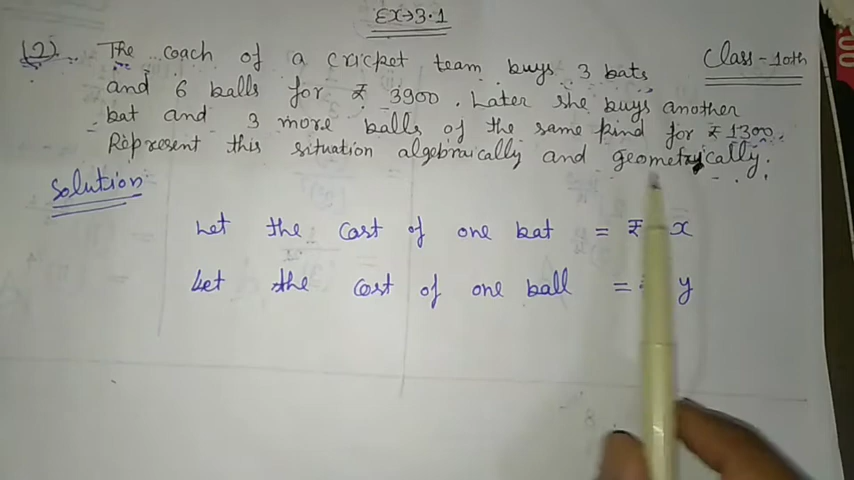 Ex→3.1
Class-10th
(2). The coach of a cricket team buys 3 bats
and 6 balls for ₹ 3900. Later she buys another
bat and 3 more balls of the same kind for ₹ 1300.
Represent this situation algebraically and geometrically.
Solution
Let the cost of one bat = ₹ x
Let the cost of one ball = y